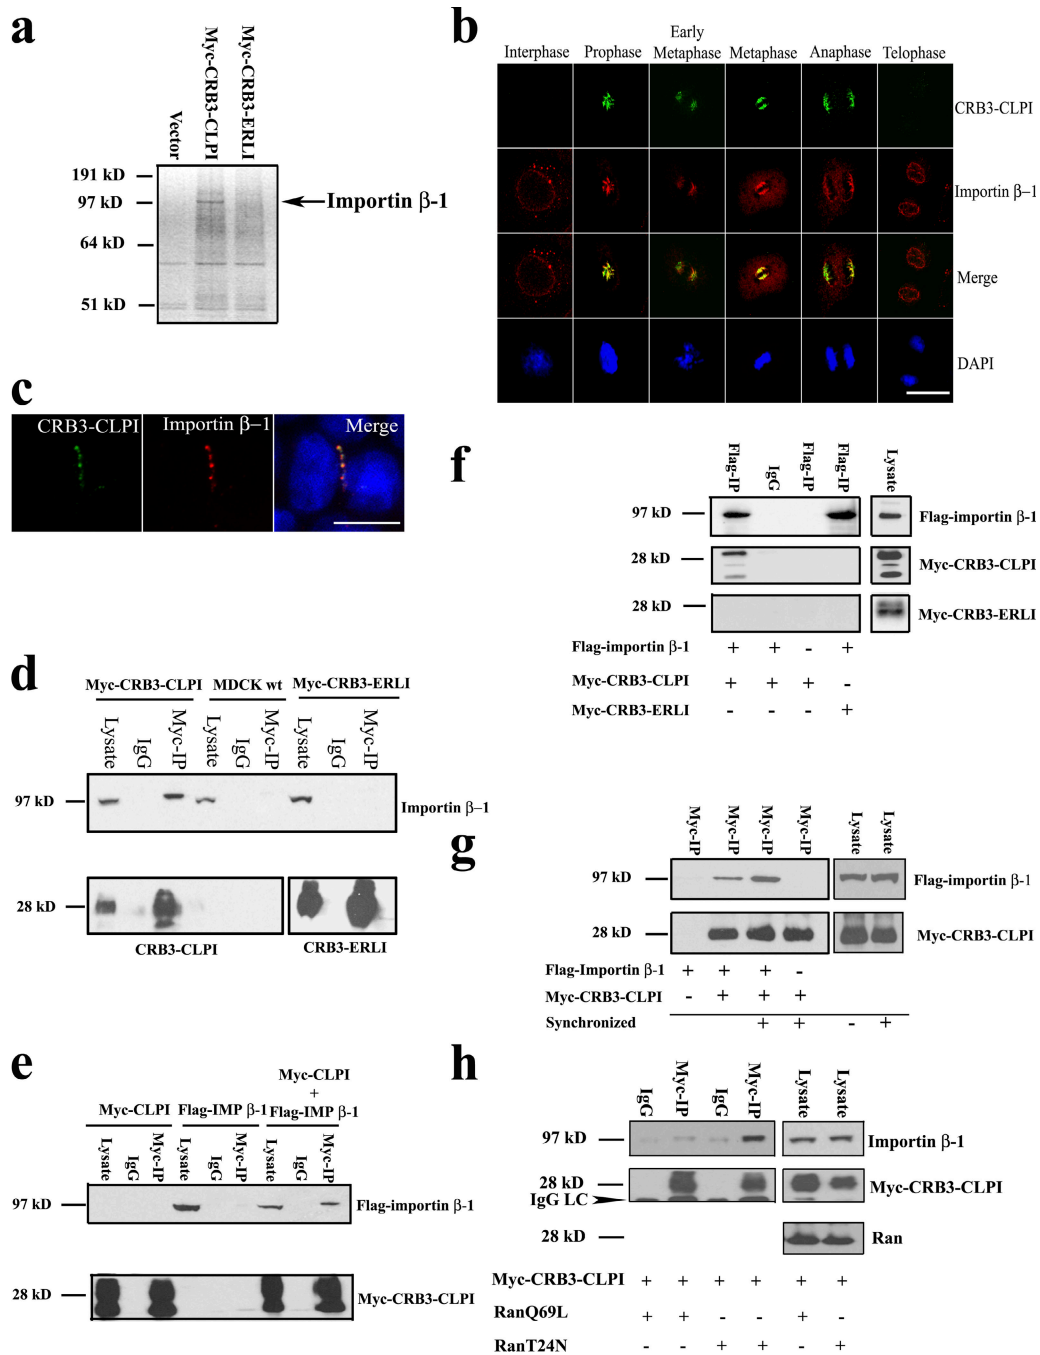 a
Vector
Myc-CRB3-CLPI
Myc-CRB3-ERLI
191 kD
97 kD
64 kD
51 kD
Importin β-1
b
Interphase
Prophase
Early Metaphase
Metaphase
Anaphase
Telophase
CRB3-CLPI
Importin β–1
Merge
DAPI
c
CRB3-CLPI
Importin β–1
Merge
d
Myc-CRB3-CLPI MDCK wt Myc-CRB3-ERLI
Lysate IgG Myc-IP Lysate IgG Myc-IP Lysate IgG Myc-IP
97 kD
Importin β–1
28 kD
CRB3-CLPI
CRB3-ERLI
e
Myc-CLPI Flag-IMP β-1 Myc-CLPI + Flag-IMP β-1
Lysate IgG Myc-IP Lysate IgG Myc-IP Lysate IgG Myc-IP
97 kD
Flag-importin β-1
28 kD
Myc-CRB3-CLPI
f
Flag-IP IgG Flag-IP Flag-IP Lysate
97 kD
Flag-importin β-1
28 kD
Myc-CRB3-CLPI
28 kD
Myc-CRB3-ERLI
Flag-importin β-1 + + - +
Myc-CRB3-CLPI + + + -
Myc-CRB3-ERLI - - - +
g
Myc-IP Myc-IP Myc-IP Myc-IP Lysate Lysate
97 kD
Flag-importin β-1
28 kD
Myc-CRB3-CLPI
Flag-Importin β-1 + + + -
Myc-CRB3-CLPI - + + +
Synchronized + + - +
h
IgG Myc-IP IgG Myc-IP Lysate Lysate
97 kD
Importin β-1
28 kD
IgG LC
Myc-CRB3-CLPI
28 kD
Ran
Myc-CRB3-CLPI + + + + + +
RanQ69L + + - - + -
RanT24N - - + + - +